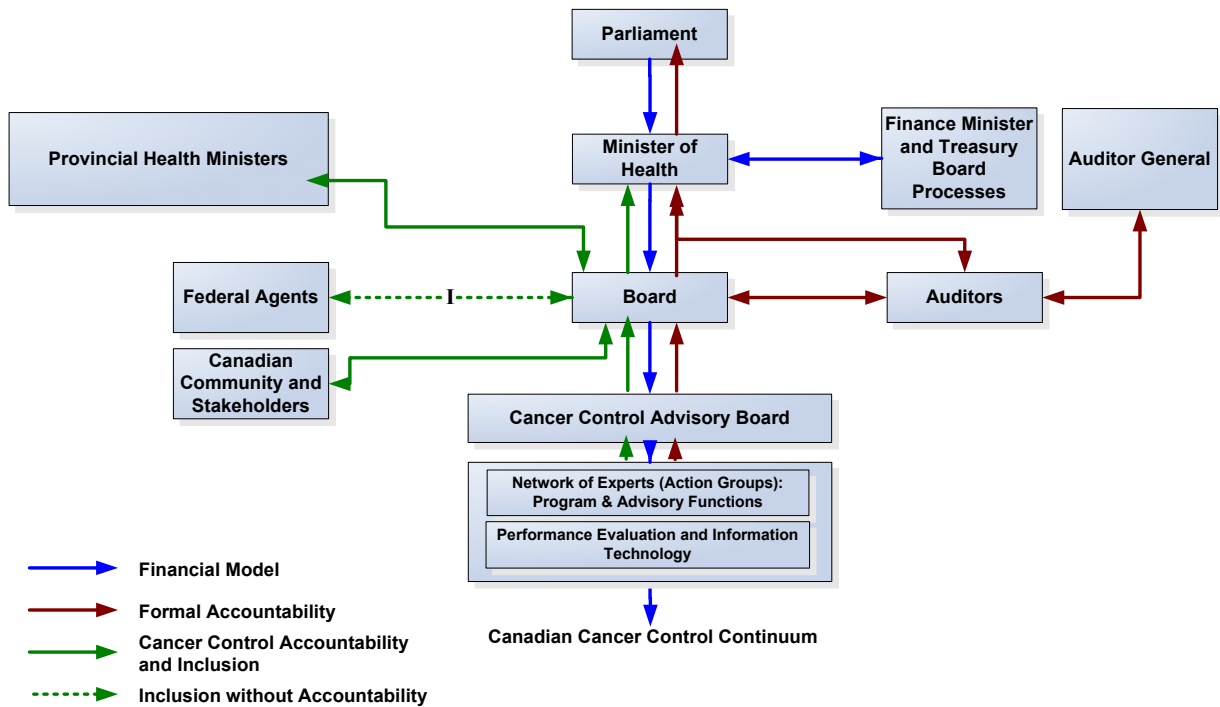 Parliament
Provincial Health Ministers
Minister of
Health
Finance Minister
and Treasury
Board
Processes
Auditor General
Federal Agents
I
Board
Auditors
Canadian
Community and
Stakeholders
Cancer Control Advisory Board
Network of Experts (Action Groups):
Program & Advisory Functions
Performance Evaluation and Information
Technology
Canadian Cancer Control Continuum
Financial Model
Formal Accountability
Cancer Control Accountability
and Inclusion
Inclusion without Accountability